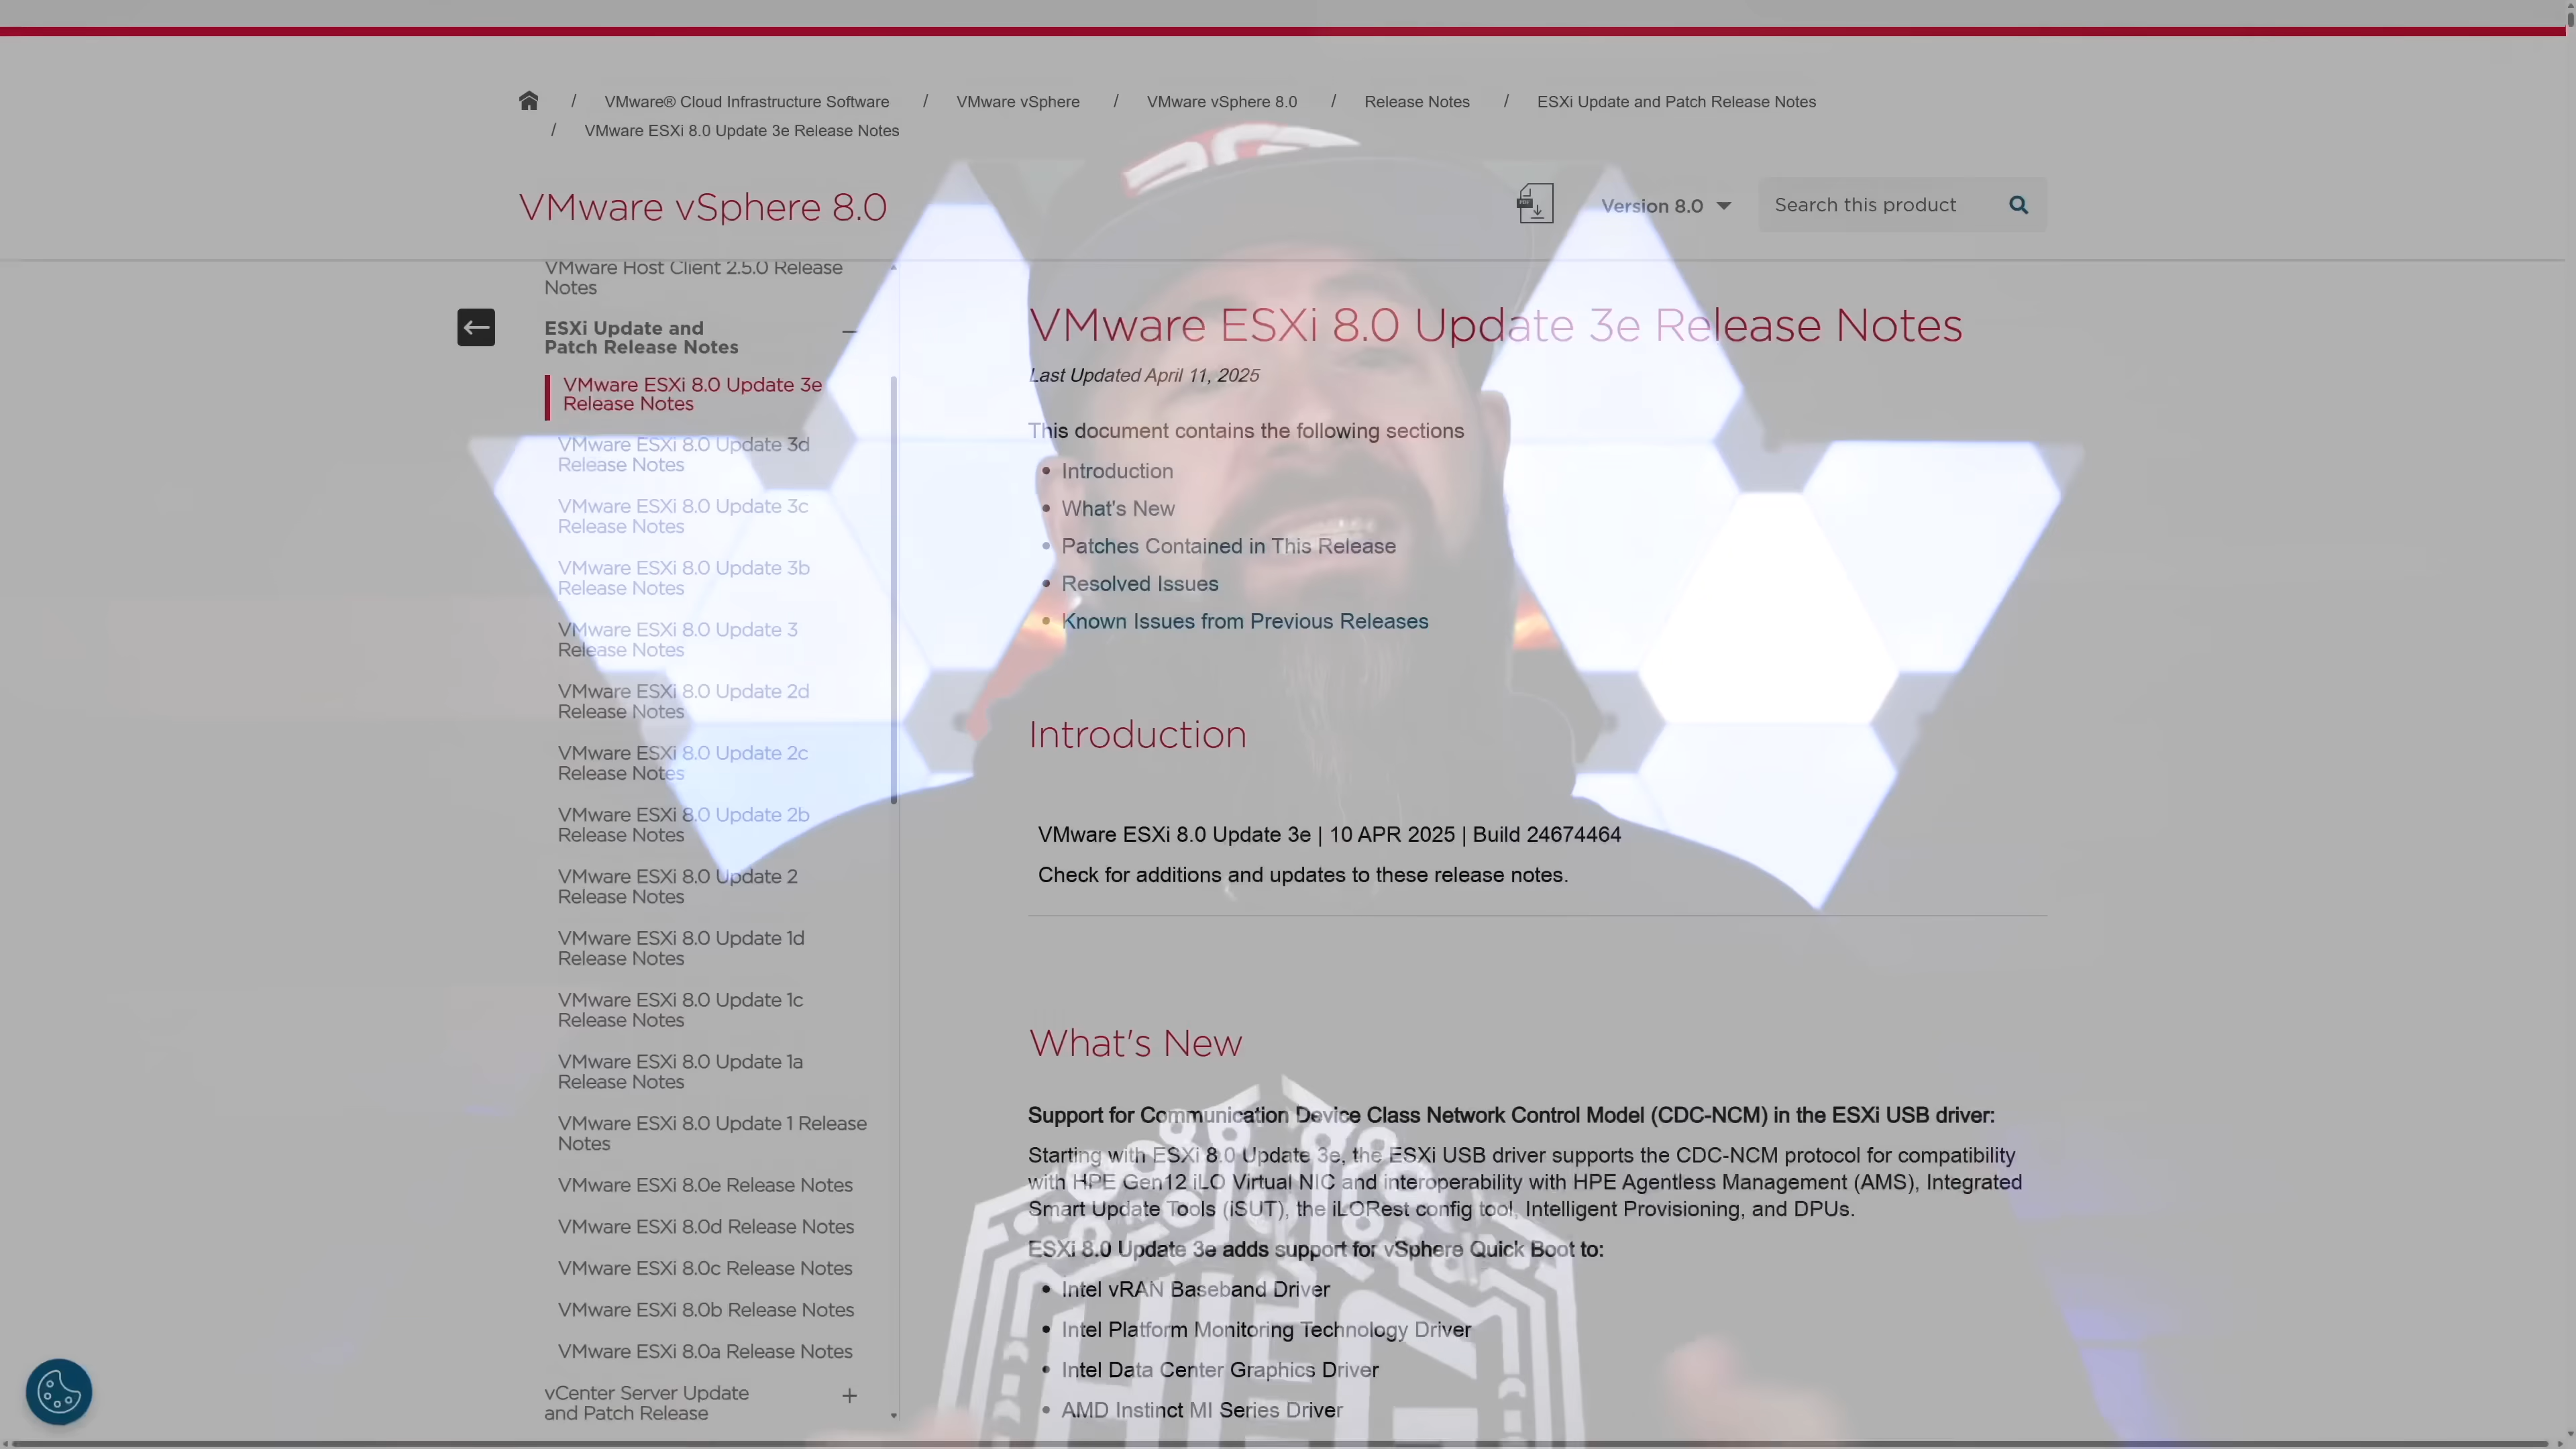 / VMware® Cloud Infrastructure Software / VMware vSphere / VMware vSphere 8.0 / Release Notes / ESXi Update and Patch Release Notes
/ VMware ESXi 8.0 Update 3e Release Notes
VMware vSphere 8.0
Version 8.0
Search this product
VMware Host Client 2.5.0 Release
Notes
ESXi Update and
Patch Release Notes
VMware ESXi 8.0 Update 3e
Release Notes
VMware ESXi 8.0 Update 3d
Release Notes
VMware ESXi 8.0 Update 3c
Release Notes
VMware ESXi 8.0 Update 3b
Release Notes
VMware ESXi 8.0 Update 3
Release Notes
VMware ESXi 8.0 Update 2d
Release Notes
VMware ESXi 8.0 Update 2c
Release Notes
VMware ESXi 8.0 Update 2b
Release Notes
VMware ESXi 8.0 Update 2
Release Notes
VMware ESXi 8.0 Update 1d
Release Notes
VMware ESXi 8.0 Update 1c
Release Notes
VMware ESXi 8.0 Update 1a
Release Notes
VMware ESXi 8.0 Update 1 Release
Notes
VMware ESXi 8.0e Release Notes
VMware ESXi 8.0d Release Notes
VMware ESXi 8.0c Release Notes
VMware ESXi 8.0b Release Notes
VMware ESXi 8.0a Release Notes
vCenter Server Update
and Patch Release
VMware ESXi 8.0 Update 3e Release Notes
Last Updated April 11, 2025
This document contains the following sections
• Introduction
• What's New
• Patches Contained in This Release
• Resolved Issues
• Known Issues from Previous Releases
Introduction
VMware ESXi 8.0 Update 3e | 10 APR 2025 | Build 24674464
Check for additions and updates to these release notes.
What's New
Support for Communication Device Class Network Control Model (CDC-NCM) in the ESXi USB driver:
Starting with ESXi 8.0 Update 3e, the ESXi USB driver supports the CDC-NCM protocol for compatibility
with HPE Gen12 iLO Virtual NIC and interoperability with HPE Agentless Management (AMS), Integrated
Smart Update Tools (iSUT), the iLORest config tool, Intelligent Provisioning, and DPUs.
ESXi 8.0 Update 3e adds support for vSphere Quick Boot to:
• Intel vRAN Baseband Driver
• Intel Platform Monitoring Technology Driver
• Intel Data Center Graphics Driver
• AMD Instinct MI Series Driver